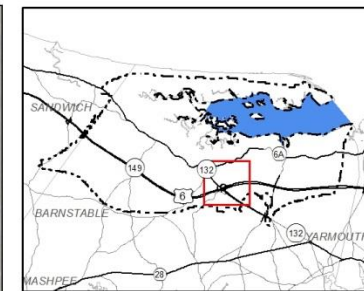 SANDWICH
6A
132
149
6
BARNSTABLE
132
YARMOUTH
MASHPEE
28